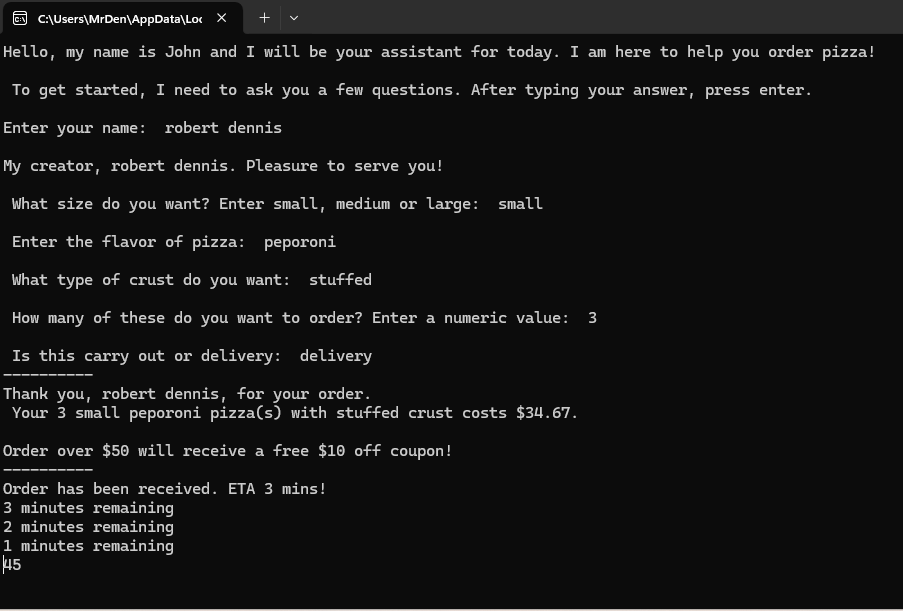 C:\Users\MrDen\AppData\Loc
Hello, my name is John and I will be your assistant for today. I am here to help you order pizza!
To get started, I need to ask you a few questions. After typing your answer, press enter.
Enter your name:  robert dennis
My creator, robert dennis. Pleasure to serve you!
What size do you want? Enter small, medium or large:  small
Enter the flavor of pizza:  peporoni
What type of crust do you want:  stuffed
How many of these do you want to order? Enter a numeric value:  3
Is this carry out or delivery:  delivery
----------
Thank you, robert dennis, for your order.
Your 3 small peporoni pizza(s) with stuffed crust costs $34.67.
Order over $50 will receive a free $10 off coupon!
----------
Order has been received. ETA 3 mins!
3 minutes remaining
2 minutes remaining
1 minutes remaining
45